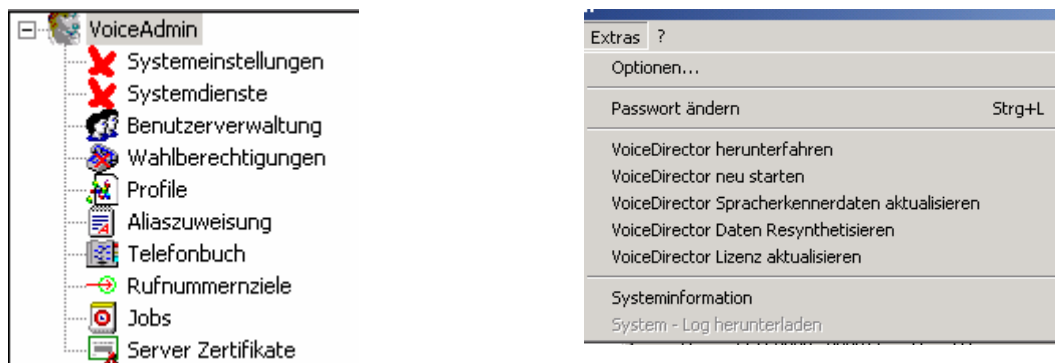 VoiceAdmin
Systemeinstellungen
Systemdienste
Benutzerverwaltung
Wahlberechtigungen
Profile
Aliaszuweisung
Telefonbuch
Rufnummernziele
Jobs
Server Zertifikate
Extras ?
Optionen...
Passwort ändern Strg+L
VoiceDirector herunterfahren
VoiceDirector neu starten
VoiceDirector Spracherkennerdaten aktualisieren
VoiceDirector Daten Resynthetisieren
VoiceDirector Lizenz aktualisieren
Systeminformation
System - Log herunterladen